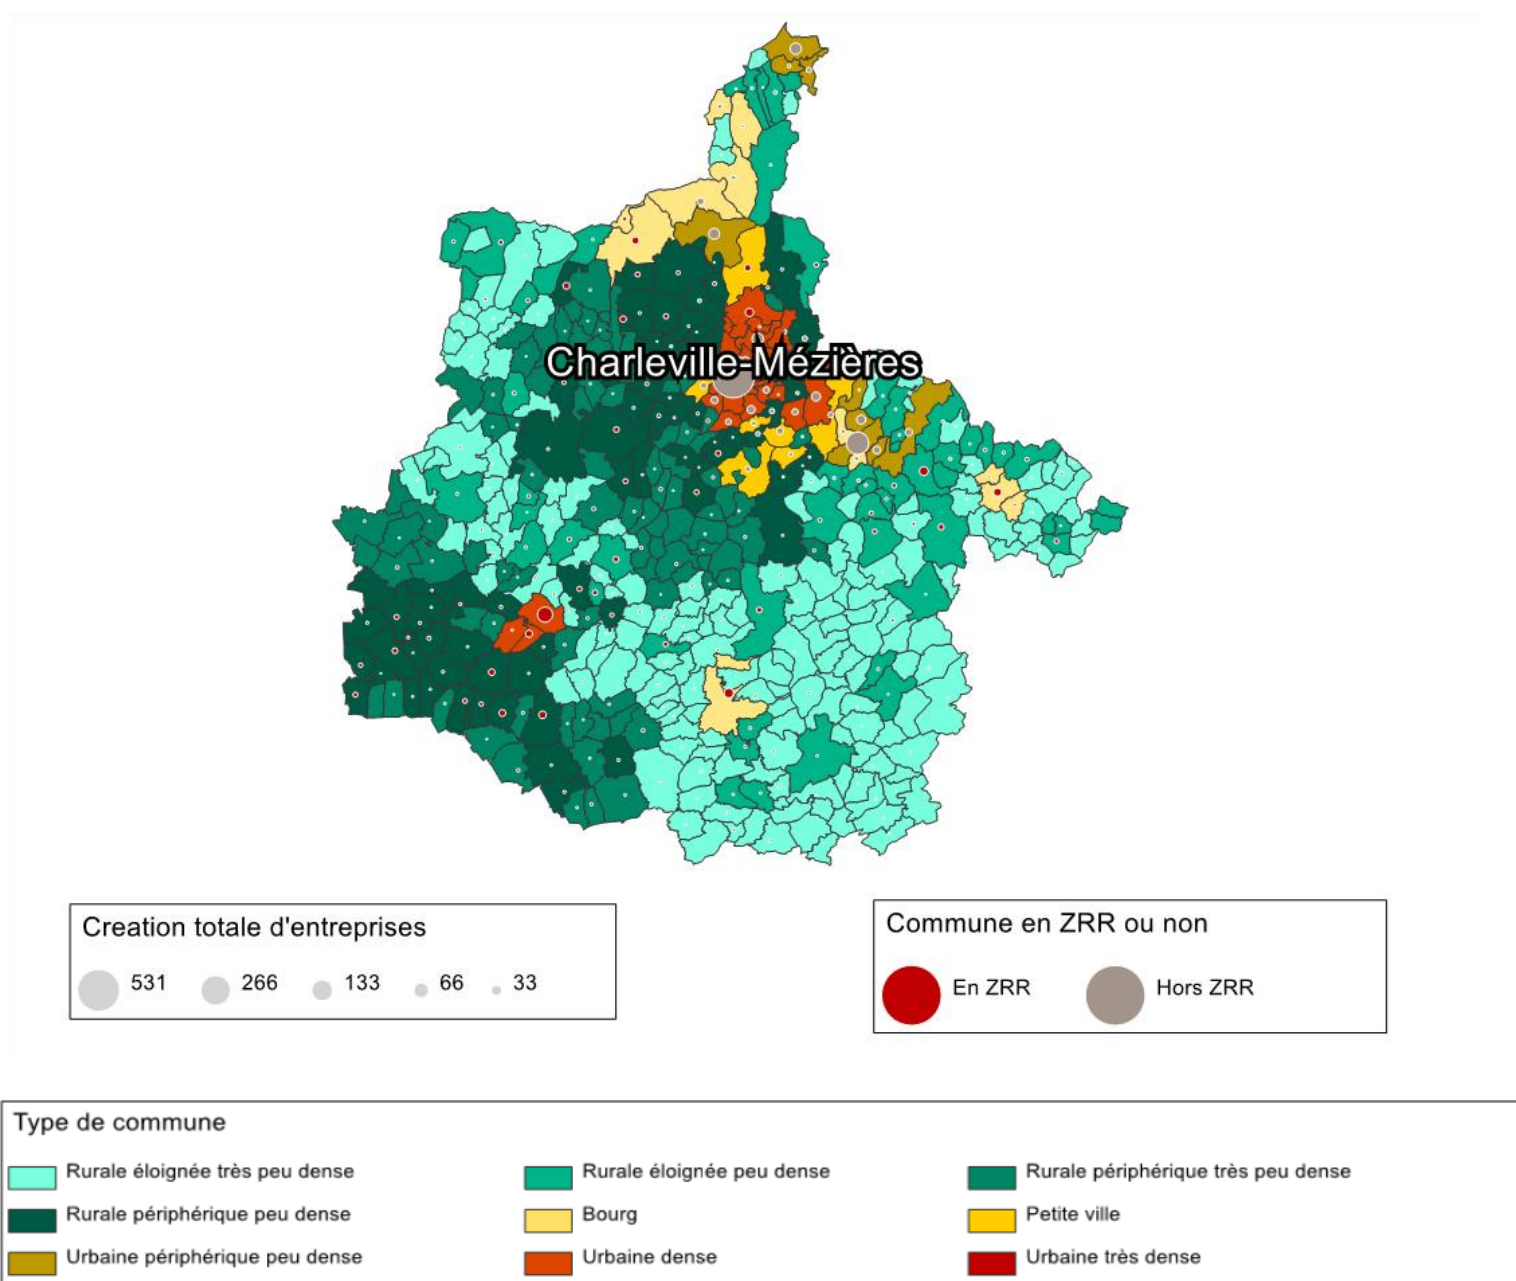 Charleville-Mézières
Creation totale d'entreprises
531 266 133 66 33
Commune en ZRR ou non
En ZRR Hors ZRR
Type de commune
Rurale éloignée très peu dense Rurale éloignée peu dense Rurale périphérique très peu dense
Rurale périphérique peu dense Bourg Petite ville
Urbaine périphérique peu dense Urbaine dense Urbaine très dense